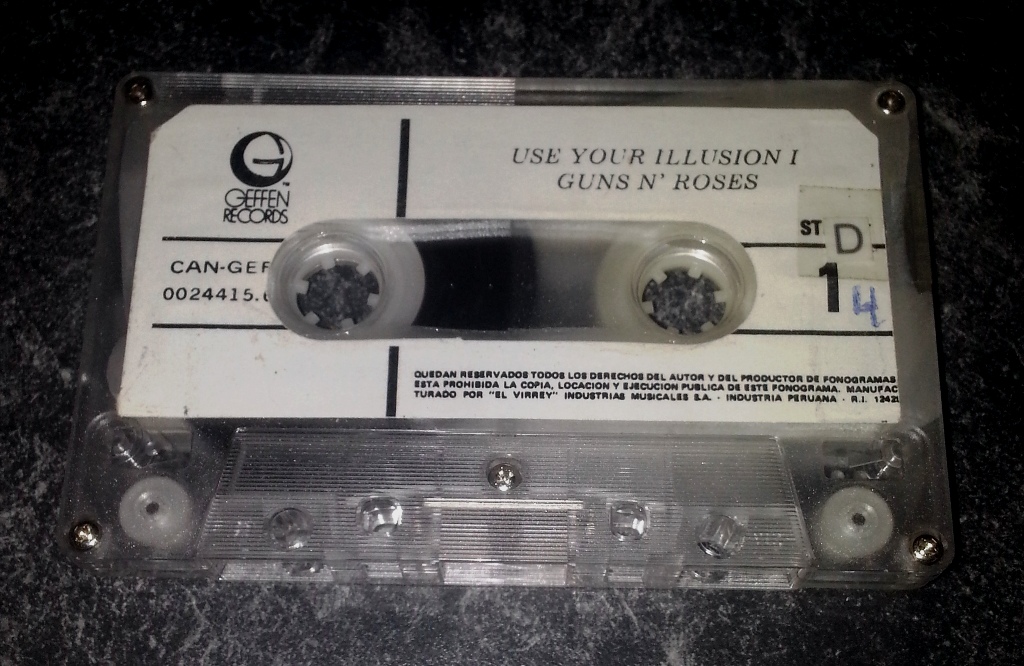 GEFFEN
RECORDS
USE YOUR ILLUSION I
GUNS N' ROSES
ST D
CAN-GEF
0024415.
1 4
QUEDAN RESERVADOS TODOS LOS DERECHOS DEL AUTOR Y DEL PRODUCTOR DE FONOGRAMAS
ESTA PROHIBIDA LA COPIA, LOCACION Y EJECUCION PUBLICA DE ESTE FONOGRAMA. MANUFAC
TURADO POR "EL VIRREY" INDUSTRIAS MUSICALES S.A. - INDUSTRIA PERUANA - R.I. 1242